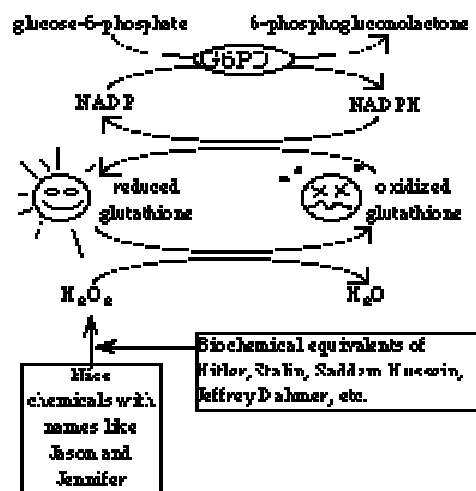 glucose-6-phosphate 6-phosphogluconolactone
G6PD
NADP NADPH
reduced glutathione
oxidized glutathione
H₂O₂ H₂O
Biochemical equivalents of
Hitler, Stalin, Saddam Hussein,
Jeffrey Dahmer, etc.
Nice
chemicals with
names like
Jason and
Jennifer